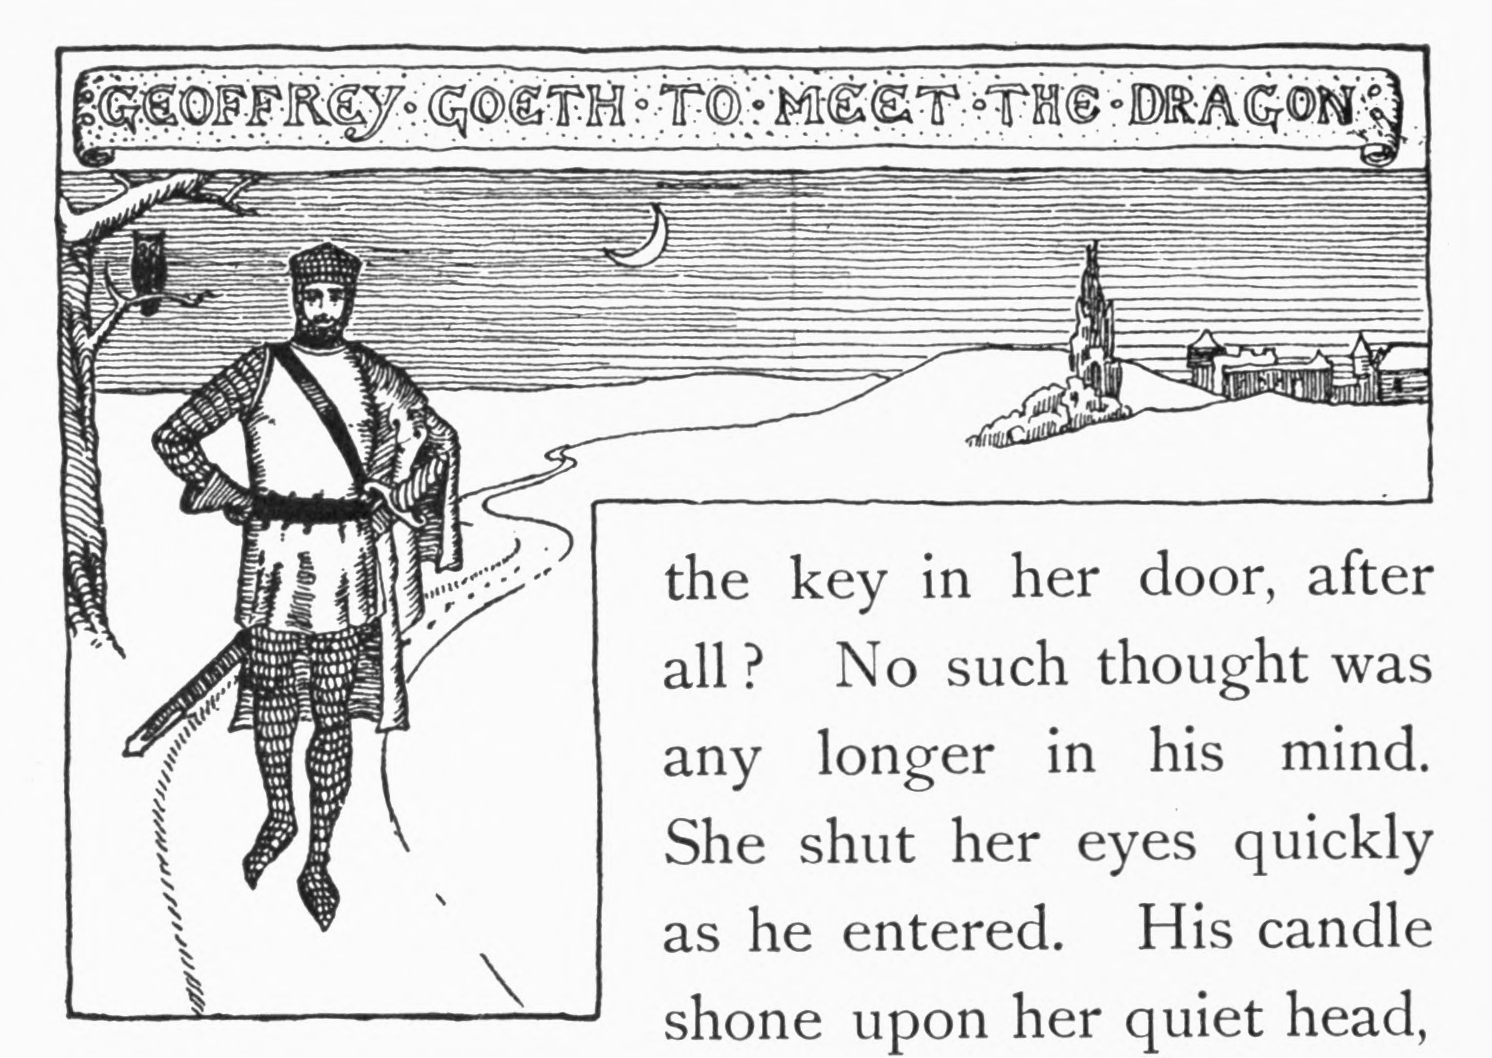 GEOFFREY · GOETH · TO · MEET · THE · DRAGON
the key in her door, after
all? No such thought was
any longer in his mind.
She shut her eyes quickly
as he entered. His candle
shone upon her quiet head,